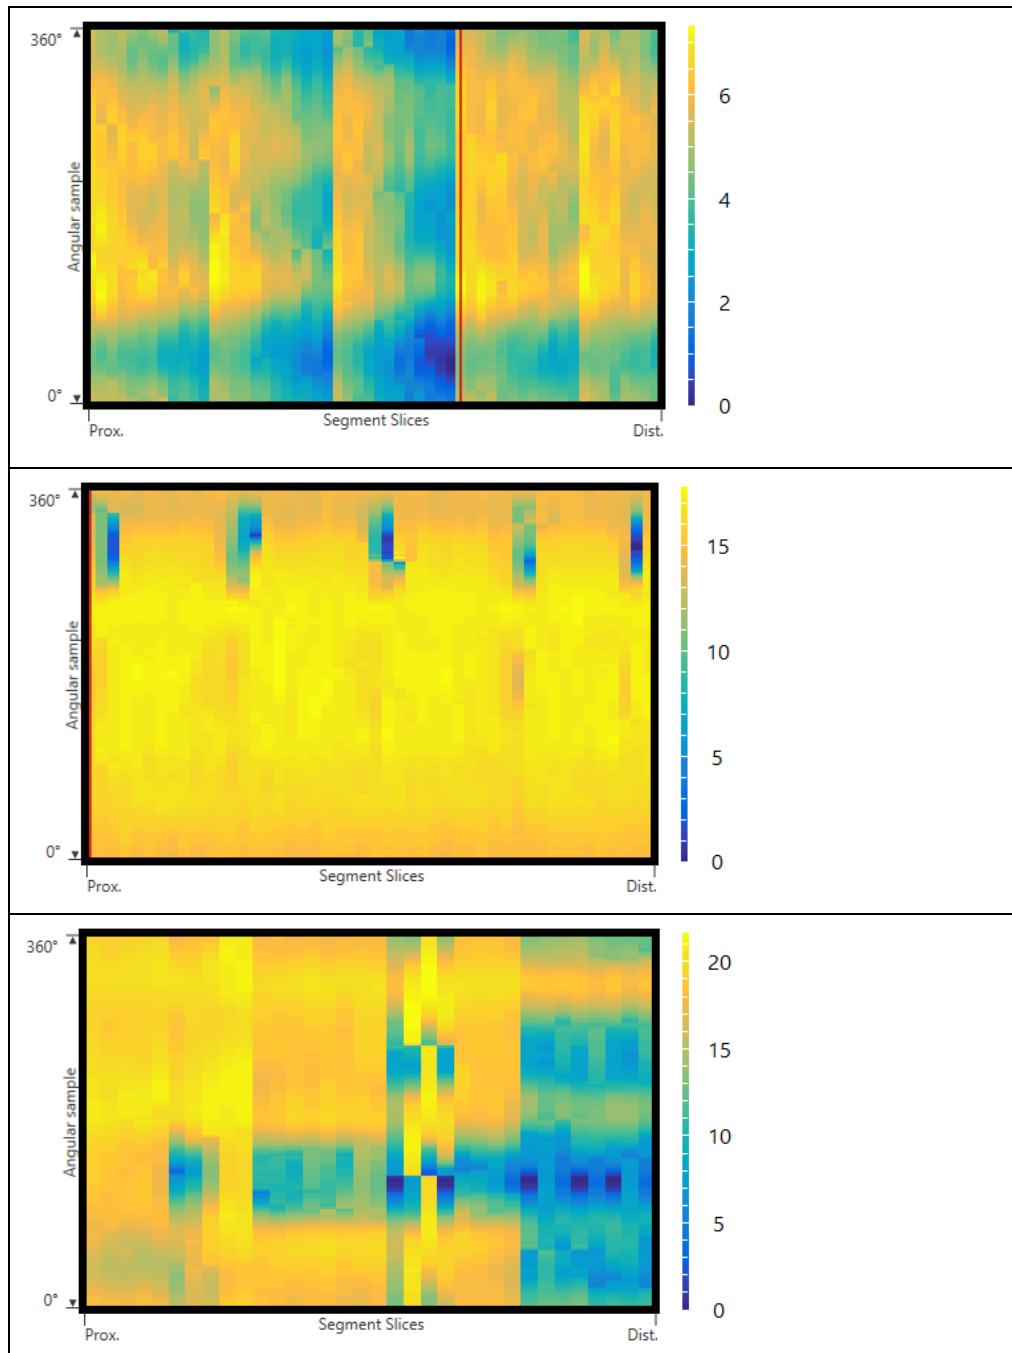 360°
Angular sample
0°
Prox.
Segment Slices
Dist.
6
4
2
0
360°
Angular sample
0°
Prox.
Segment Slices
Dist.
15
10
5
0
360°
Angular sample
0°
Prox.
Segment Slices
Dist.
20
15
10
5
0